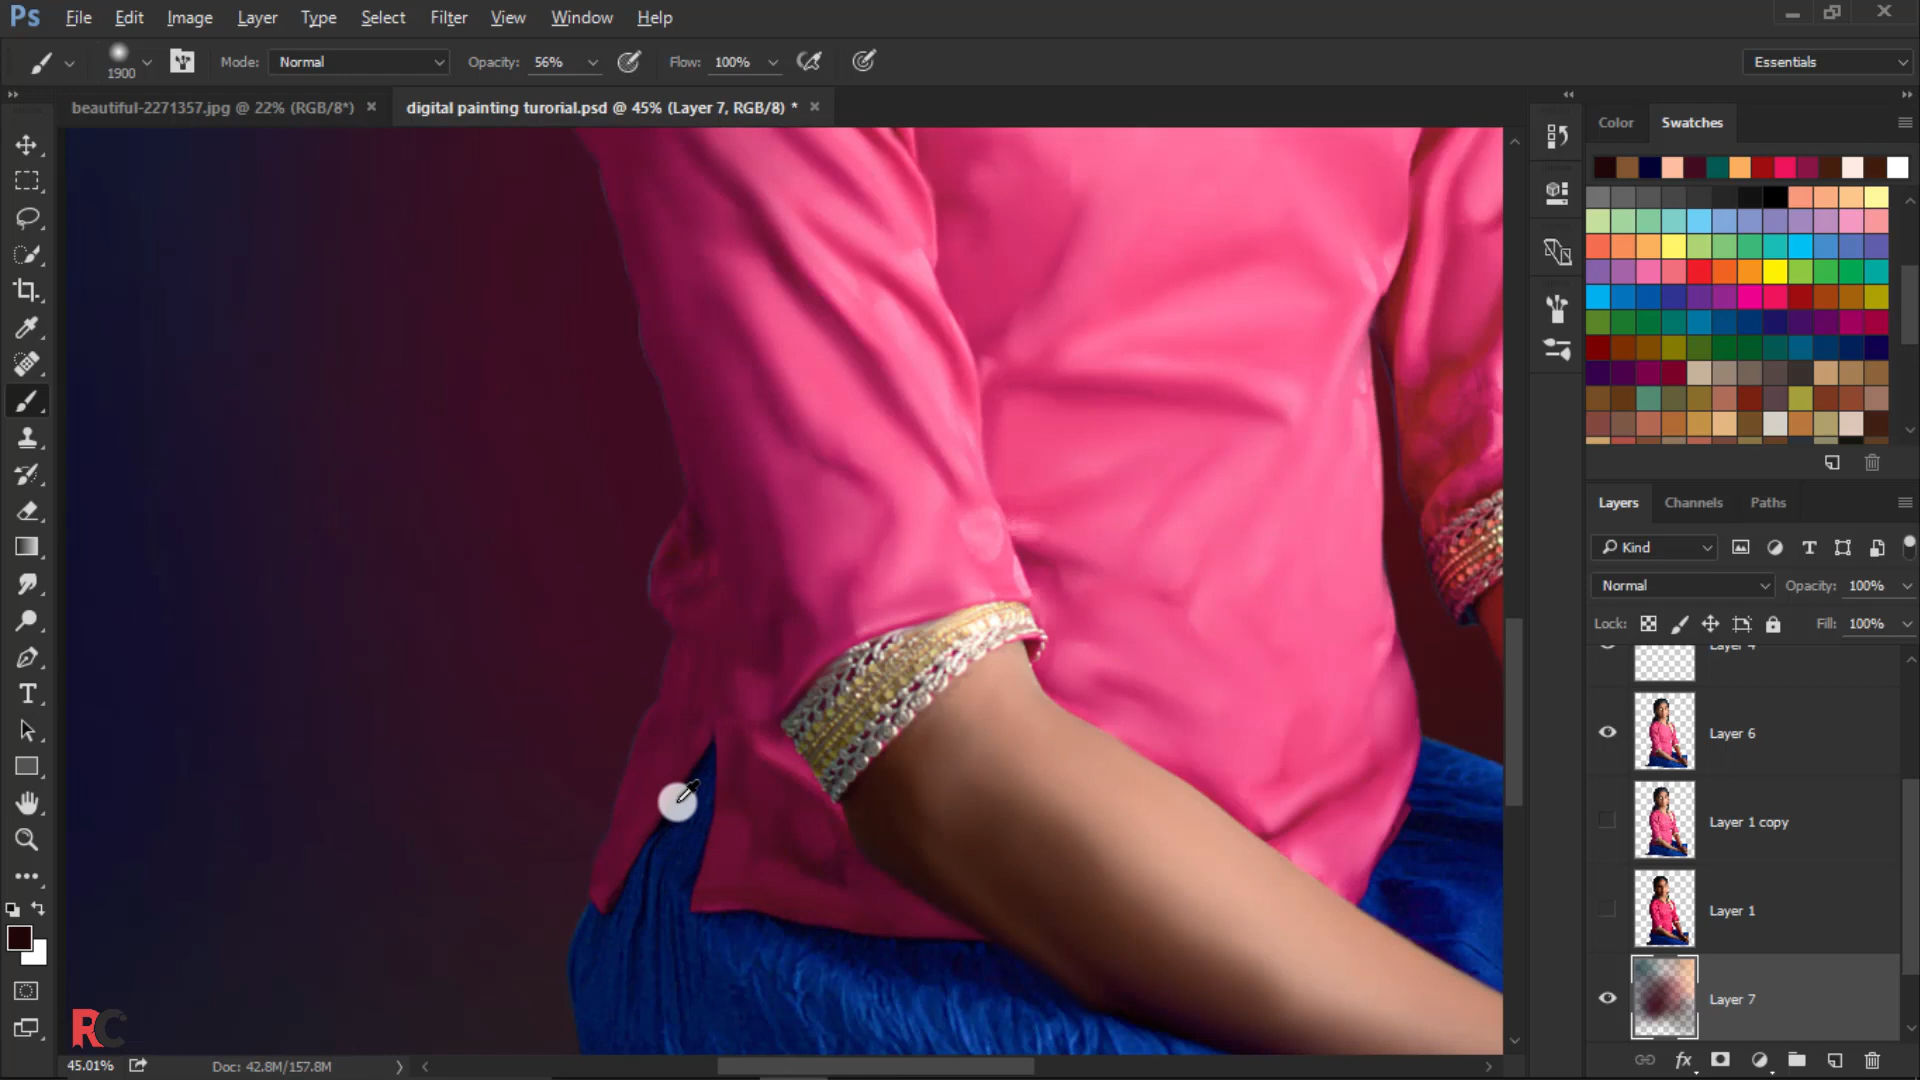 Ps File Edit Image Layer Type Select Filter View Window Help
1900 Mode: Normal Opacity: 56% Flow: 100% Essentials
beautiful-2271357.jpg @ 22% (RGB/8*) digital painting turorial.psd @ 45% (Layer 7, RGB/8) *
Color Swatches
Layers Channels Paths
Kind
Normal Opacity: 100%
Lock: Fill: 100%
Layer 4
Layer 6
Layer 1 copy
Layer 1
Layer 7
RC
45.01% Doc: 42.8M/157.8M